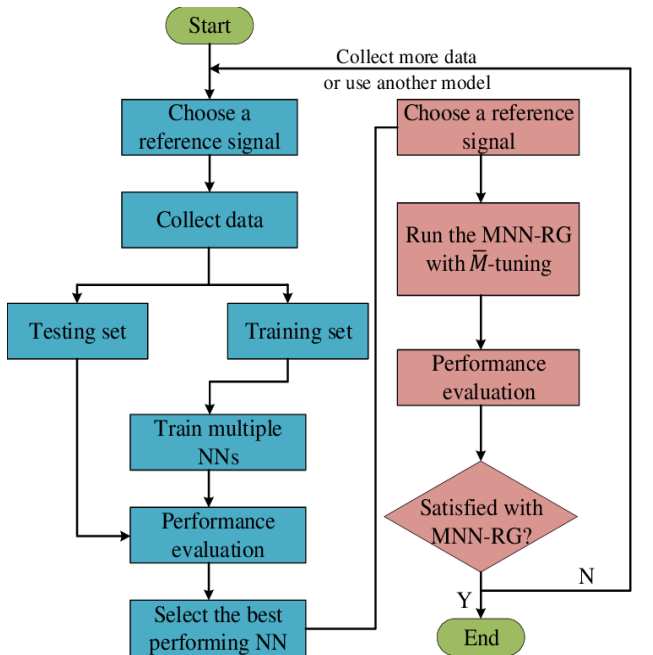 Start
Collect more data
or use another model
Choose a
reference signal
Collect data
Testing set
Training set
Train multiple
NNs
Performance
evaluation
Select the best
performing NN
Choose a reference
signal
Run the MNN-RG
with M̅-tuning
Performance
evaluation
Satisfied with
MNN-RG?
N
Y
End